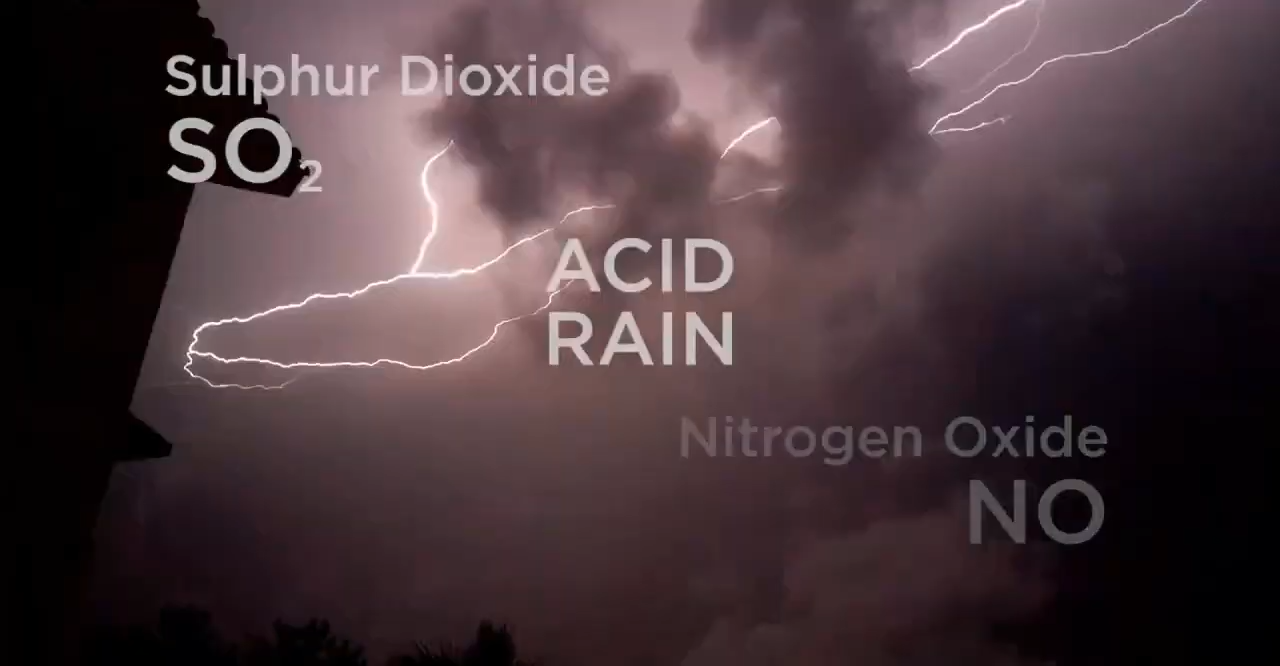 Sulphur Dioxide
SO₂
ACID
RAIN
Nitrogen Oxide
NO